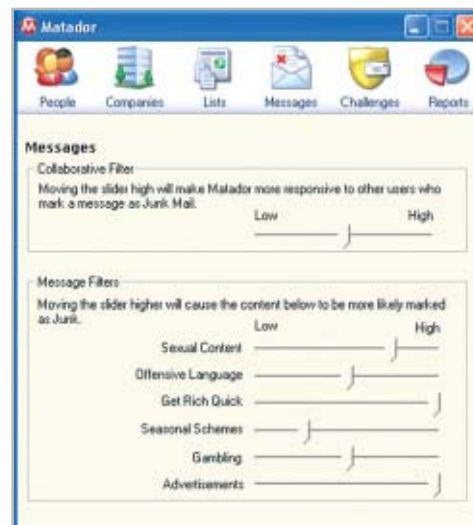 Matador
People Companies Lists Messages Challenges Reports
Messages
Collaborative Filter
Moving the slider high will make Matador more responsive to other users who
mark a message as Junk Mail.
Low High
Message Filters
Moving the slider higher will cause the content below to be more likely marked
as Junk.
Low High
Sexual Content
Offensive Language
Get Rich Quick
Seasonal Schemes
Gambling
Advertisements